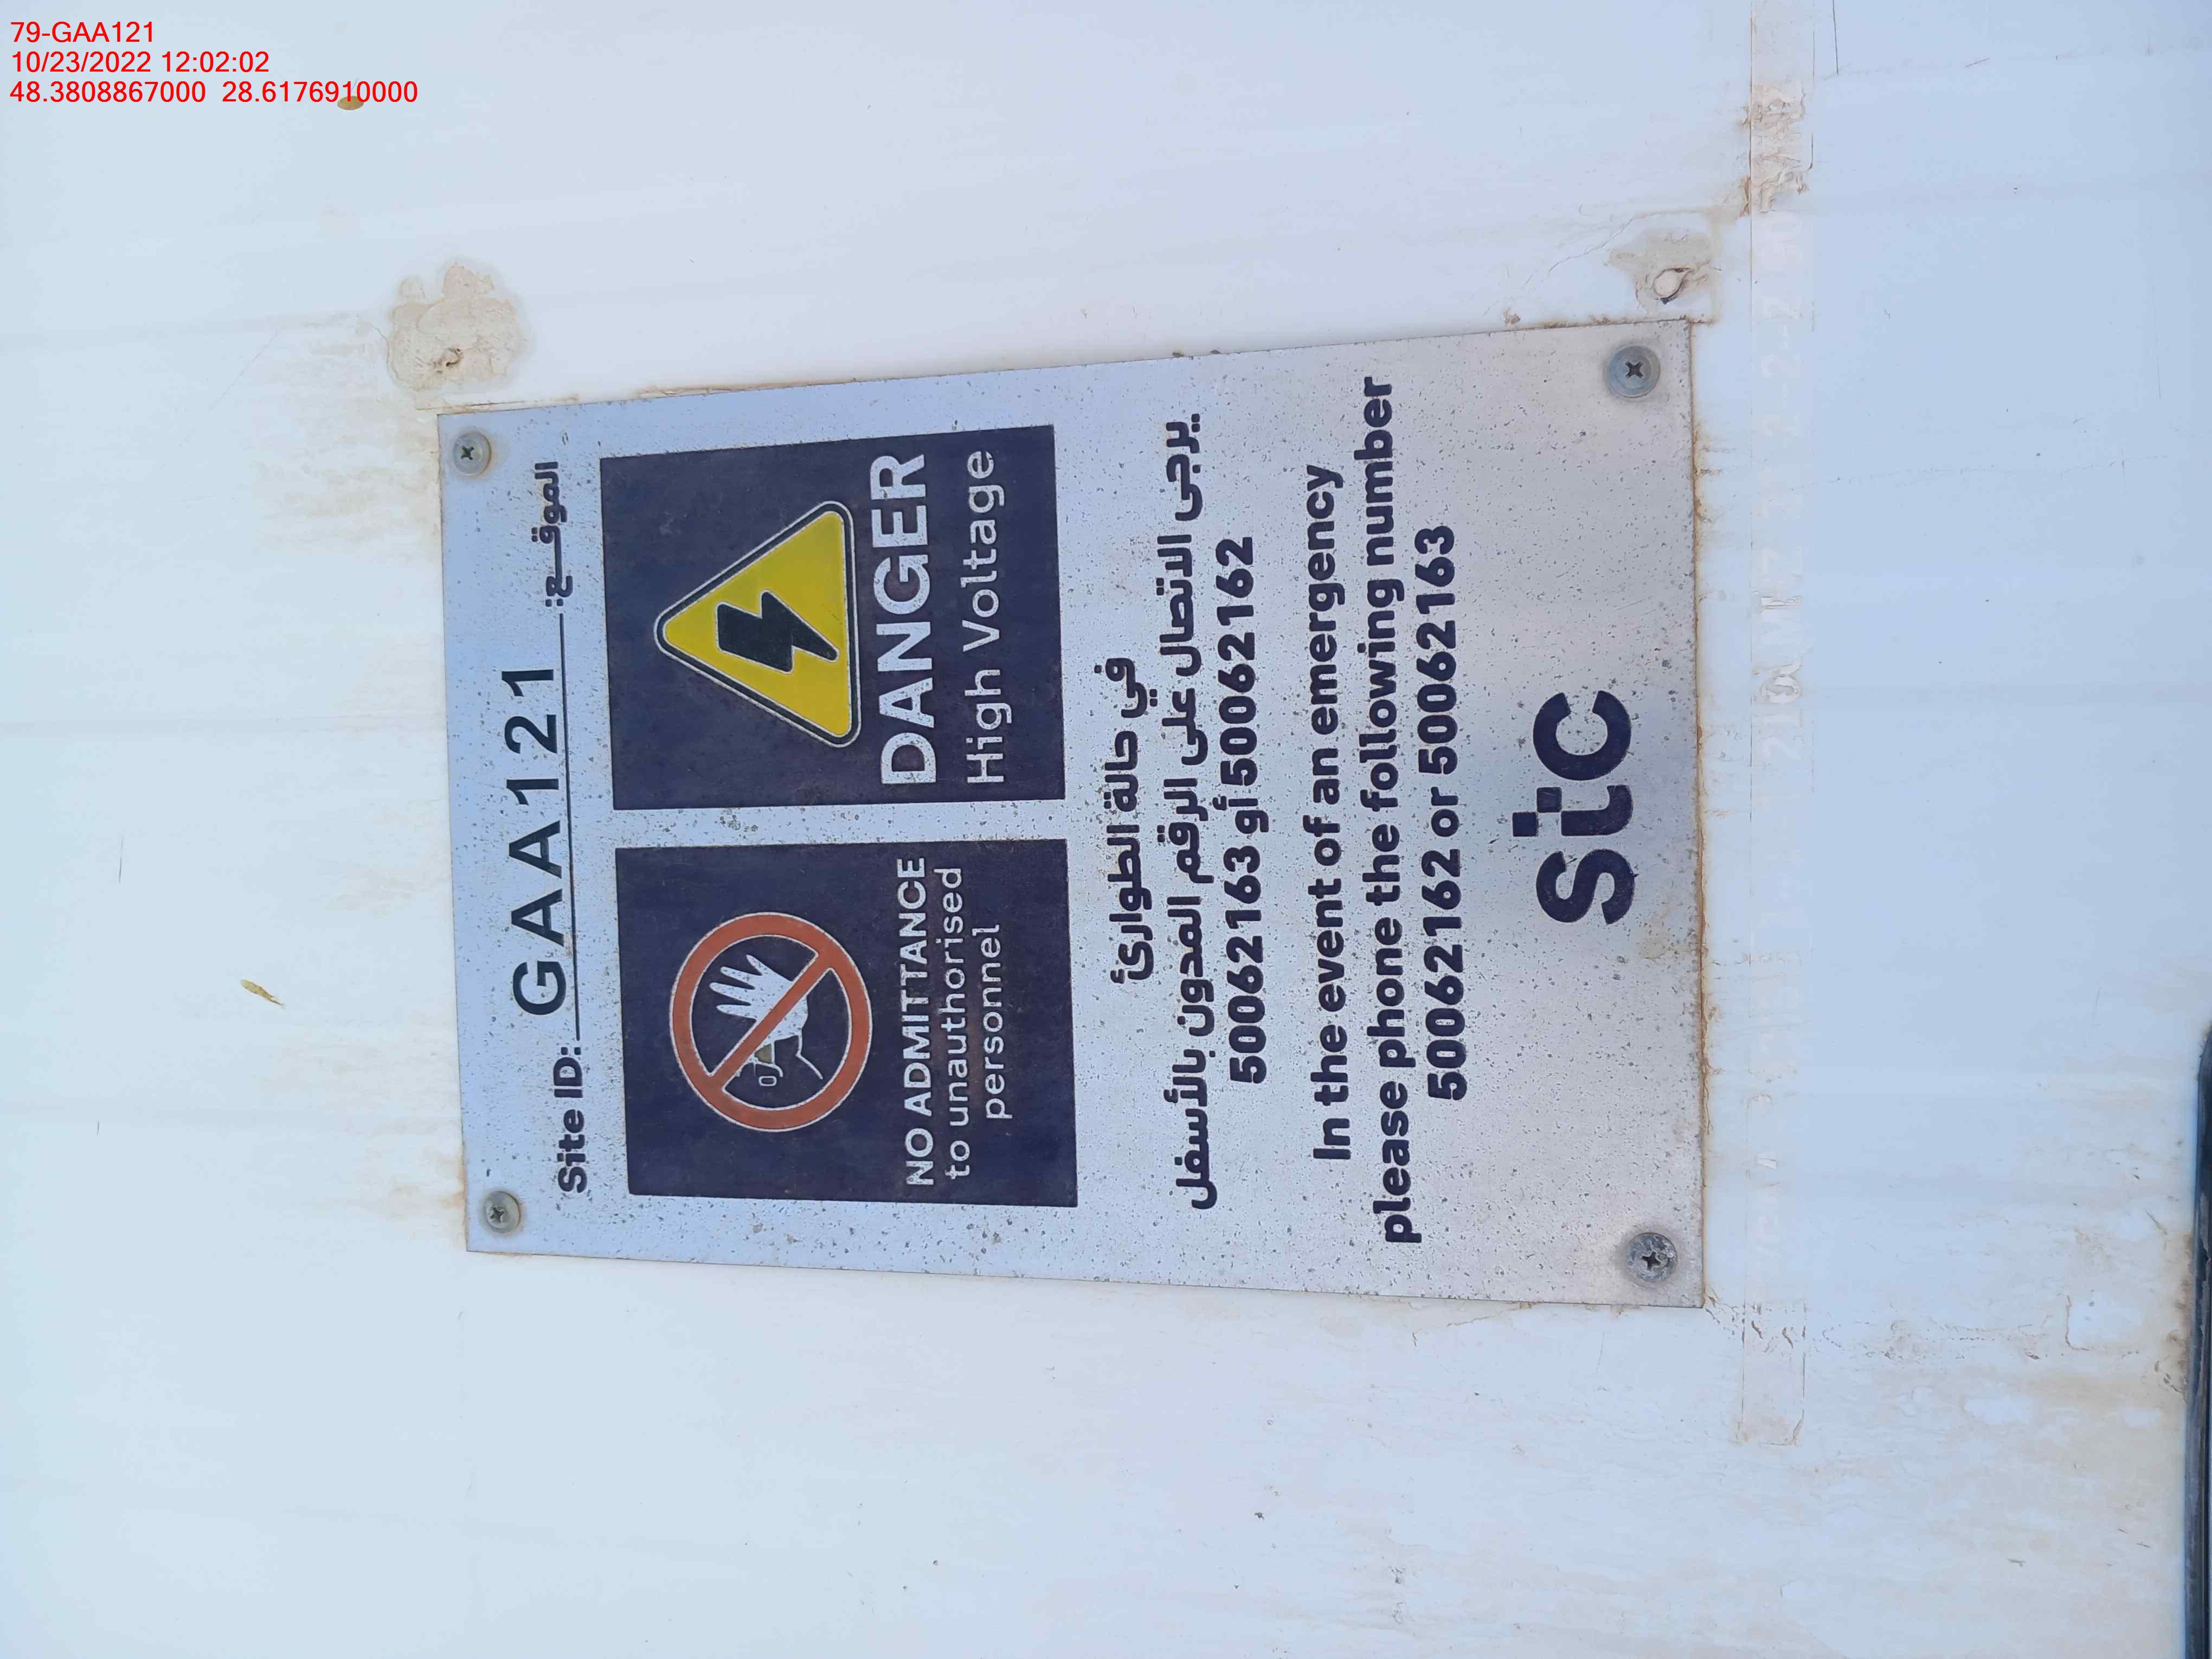 79-GAA121
10/23/2022 12:02:02
48.3808867000 28.6176910000
Site ID: GAA121 الموقـــع:
NO ADMITTANCE
to unauthorised
personnel
DANGER
High Voltage
في حالة الطوارئ
يرجى الاتصال على الرقم المدون بالأسفل
50062163 أو 50062162
In the event of an emergency
please phone the following number
50062162 or 50062163
stc